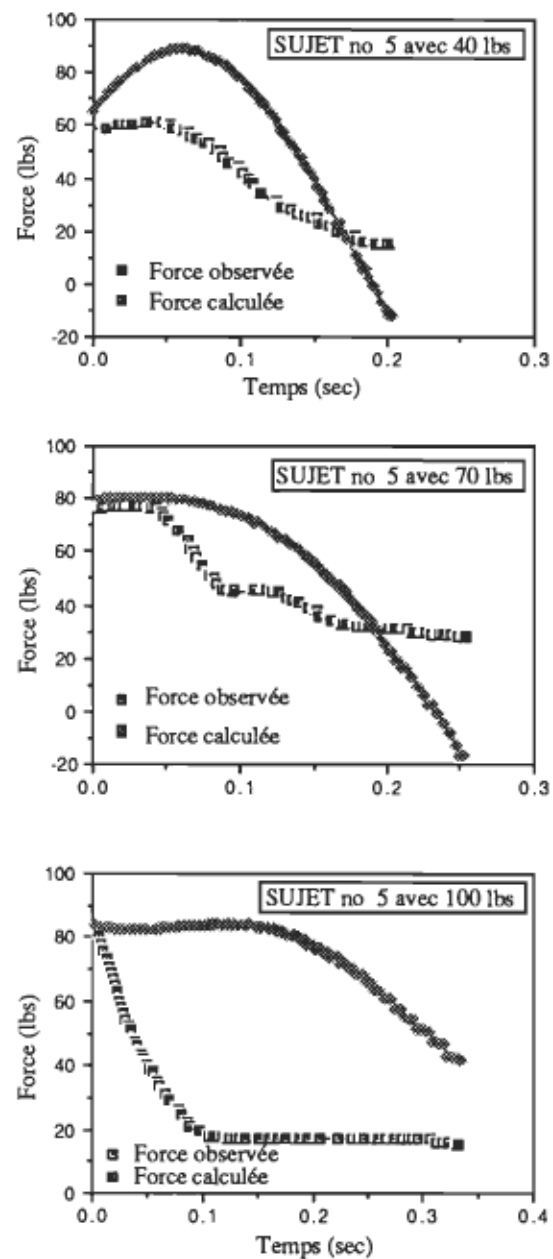 SUJET no 5 avec 40 lbs
100
80
60
40
20
0
-20
Force (lbs)
Force observée
Force calculée
0.0 0.1 0.2 0.3
Temps (sec)
SUJET no 5 avec 70 lbs
100
80
60
40
20
0
-20
Force (lbs)
Force observée
Force calculée
0.0 0.1 0.2 0.3
SUJET no 5 avec 100 lbs
100
80
60
40
20
0
Force (lbs)
Force observée
Force calculée
0.0 0.1 0.2 0.3 0.4
Temps (sec)